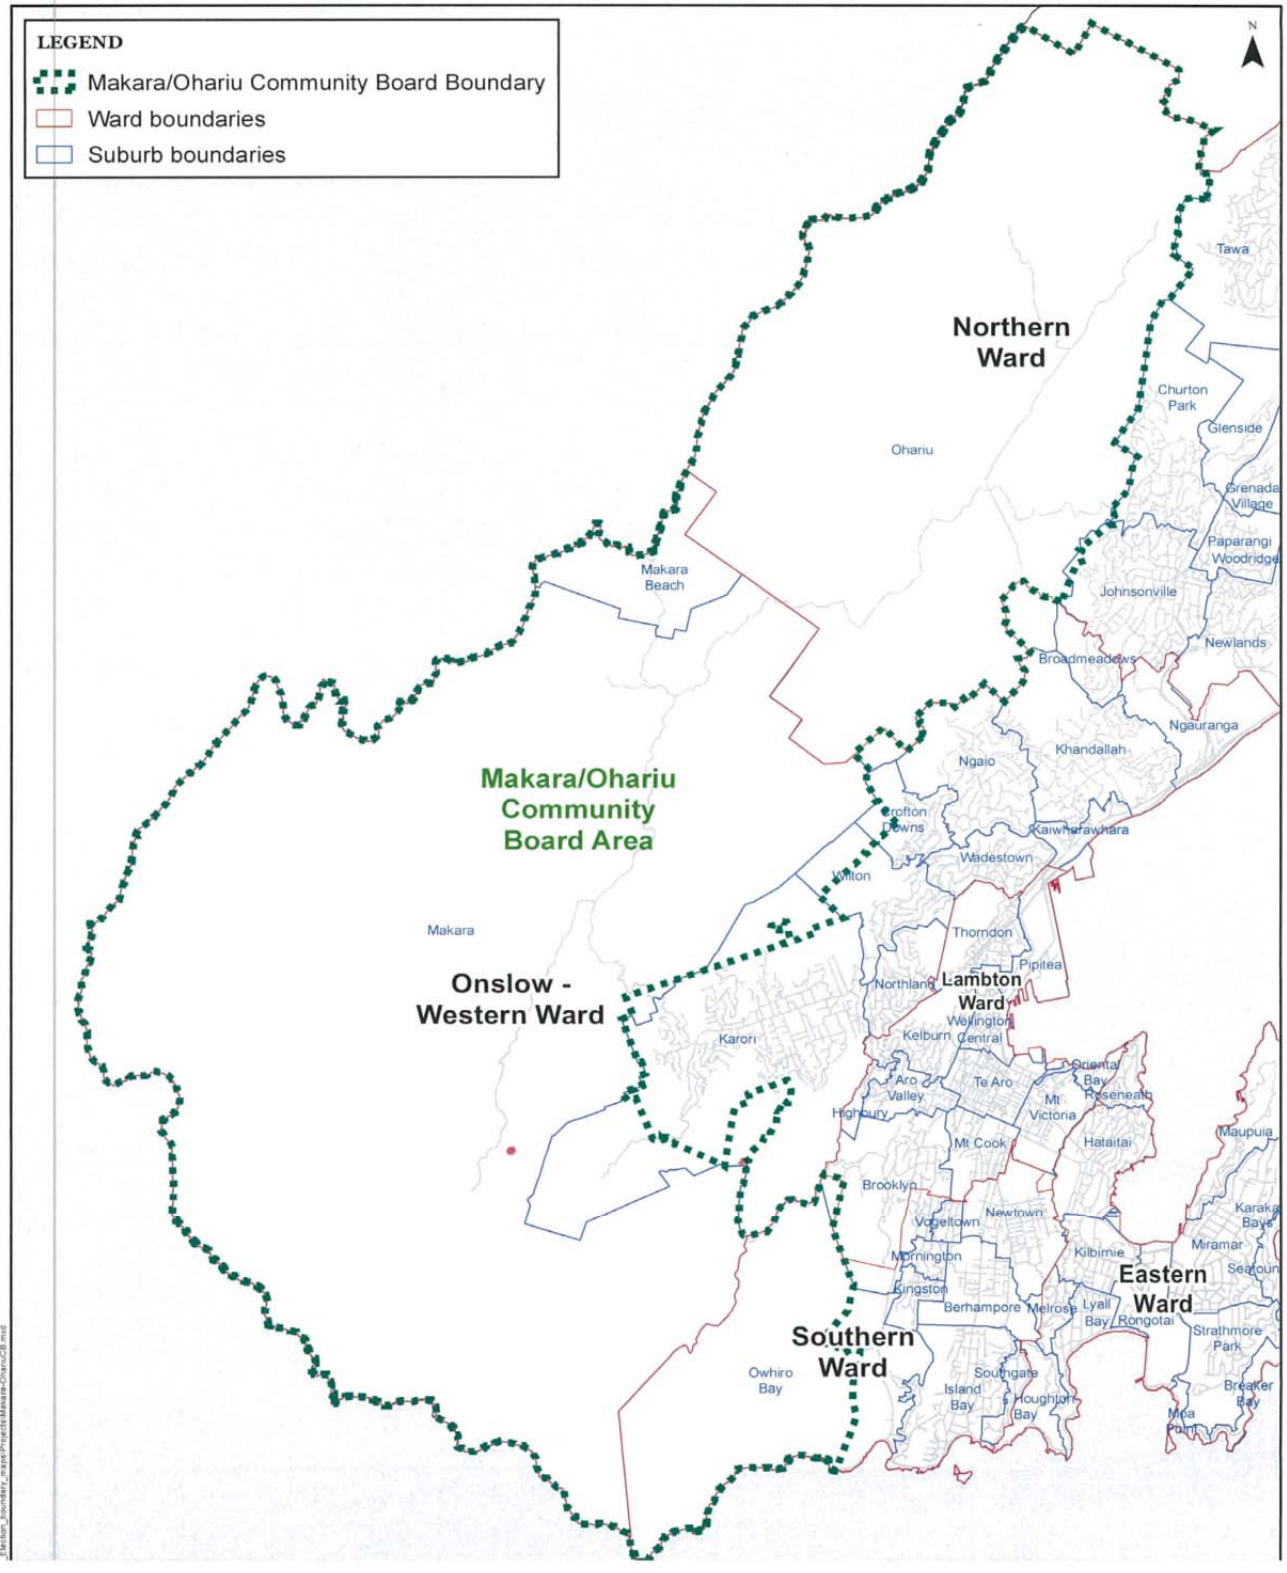 LEGEND
Makara/Ohariu Community Board Boundary
Ward boundaries
Suburb boundaries
N
Tawa
Northern
Ward
Churton
Park
Glenside
Ohariu
Grenada
Village
Paparangi
Woodridge
Makara
Beach
Johnsonville
Newlands
Broadmeadows
Ngauranga
Khandallah
Ngaio
Makara/Ohariu
Community
Board Area
Crofton
Downs
Kaiwharawhara
Wadestown
Wilton
Makara
Thorndon
Pipitea
Onslow -
Western Ward
Northland
Lambton
Ward
Wellington
Central
Kelburn
Karori
Oriental
Bay
Aro
Valley
Te Aro
Roseneath
Mt
Victoria
Highbury
Maupuia
Mt Cook
Hataitai
Brooklyn
Karaka
Bays
Newtown
Vogeltown
Miramar
Kilbirnie
Mornington
Seatoun
Eastern
Ward
Kingston
Berhampore
Melrose
Lyall
Bay
Rongotai
Strathmore
Park
Southern
Ward
Owhiro
Bay
Southgate
Island
Bay
Houghton
Bay
Breaker
Bay
Moa
Point